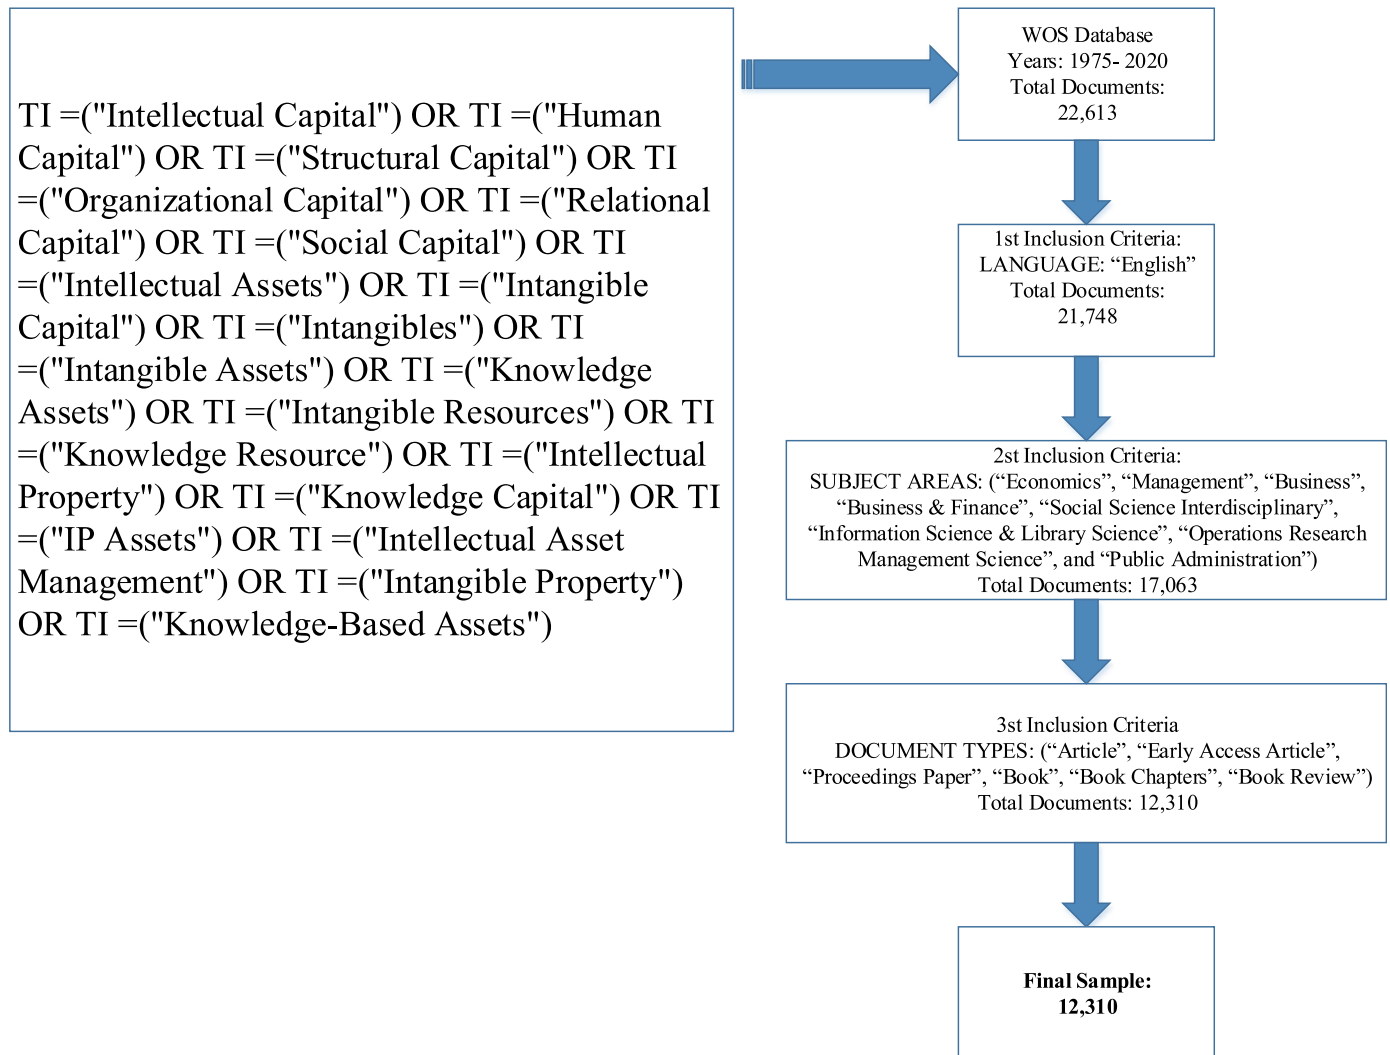 TI =("Intellectual Capital") OR TI =("Human
Capital") OR TI =("Structural Capital") OR TI
=("Organizational Capital") OR TI =("Relational
Capital") OR TI =("Social Capital") OR TI
=("Intellectual Assets") OR TI =("Intangible
Capital") OR TI =("Intangibles") OR TI
=("Intangible Assets") OR TI =("Knowledge
Assets") OR TI =("Intangible Resources") OR TI
=("Knowledge Resource") OR TI =("Intellectual
Property") OR TI =("Knowledge Capital") OR TI
=("IP Assets") OR TI =("Intellectual Asset
Management") OR TI =("Intangible Property")
OR TI =("Knowledge-Based Assets")
WOS Database
Years: 1975- 2020
Total Documents:
22,613
1st Inclusion Criteria:
LANGUAGE: “English”
Total Documents:
21,748
2st Inclusion Criteria:
SUBJECT AREAS: (“Economics”, “Management”, “Business”,
“Business & Finance”, “Social Science Interdisciplinary”,
“Information Science & Library Science”, “Operations Research
Management Science”, and “Public Administration”)
Total Documents: 17,063
3st Inclusion Criteria
DOCUMENT TYPES: (“Article”, “Early Access Article”,
“Proceedings Paper”, “Book”, “Book Chapters”, “Book Review”)
Total Documents: 12,310
Final Sample:
12,310